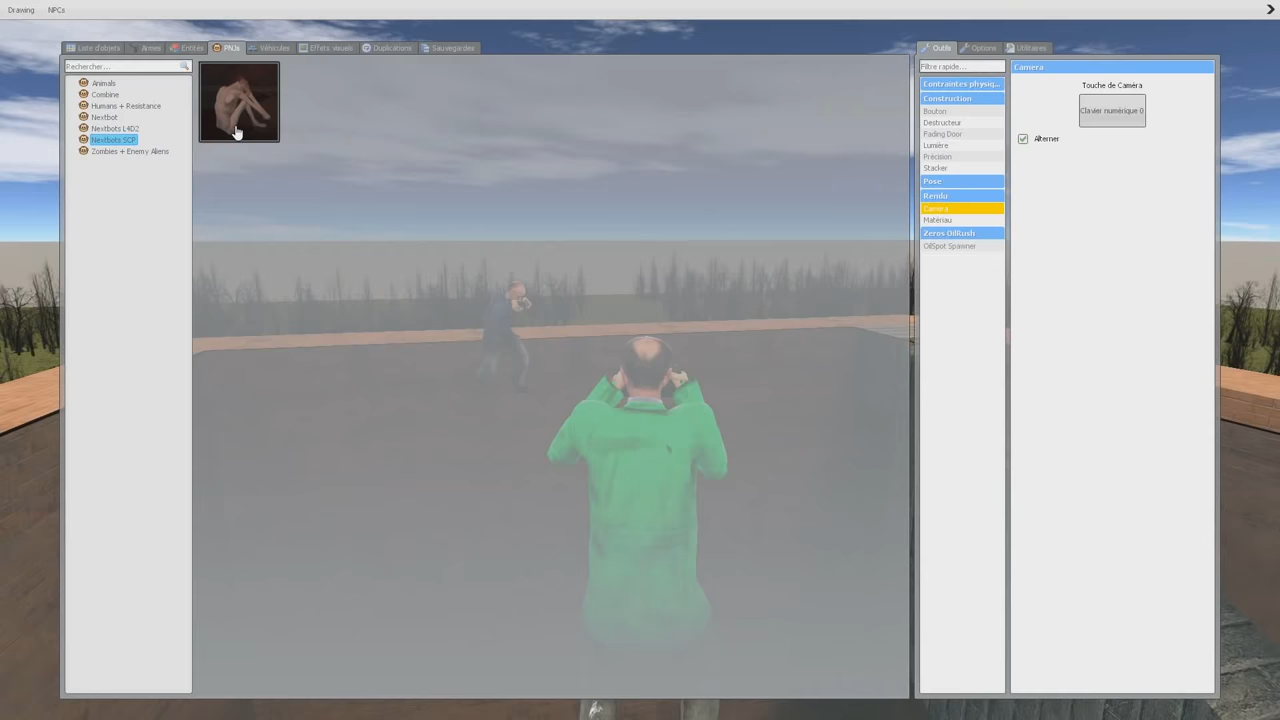 Drawing NPCs
Liste d'objets Armes Entités PNJs Véhicules Effets visuels Duplications Sauvegardes
Rechercher...
Animals
Combine
Humans + Resistance
Nextbot
Nextbots L4D2
Nextbots SCP
Zombies + Enemy Aliens
Outils Options Utilitaires
Filtre rapide...
Contraintes physiq...
Construction
Bouton
Destructeur
Fading Door
Lumière
Précision
Stacker
Pose
Rendu
Camera
Matériau
Zeros OilRush
OilSpot Spawner
Camera
Touche de Caméra
Clavier numérique 0
Alterner